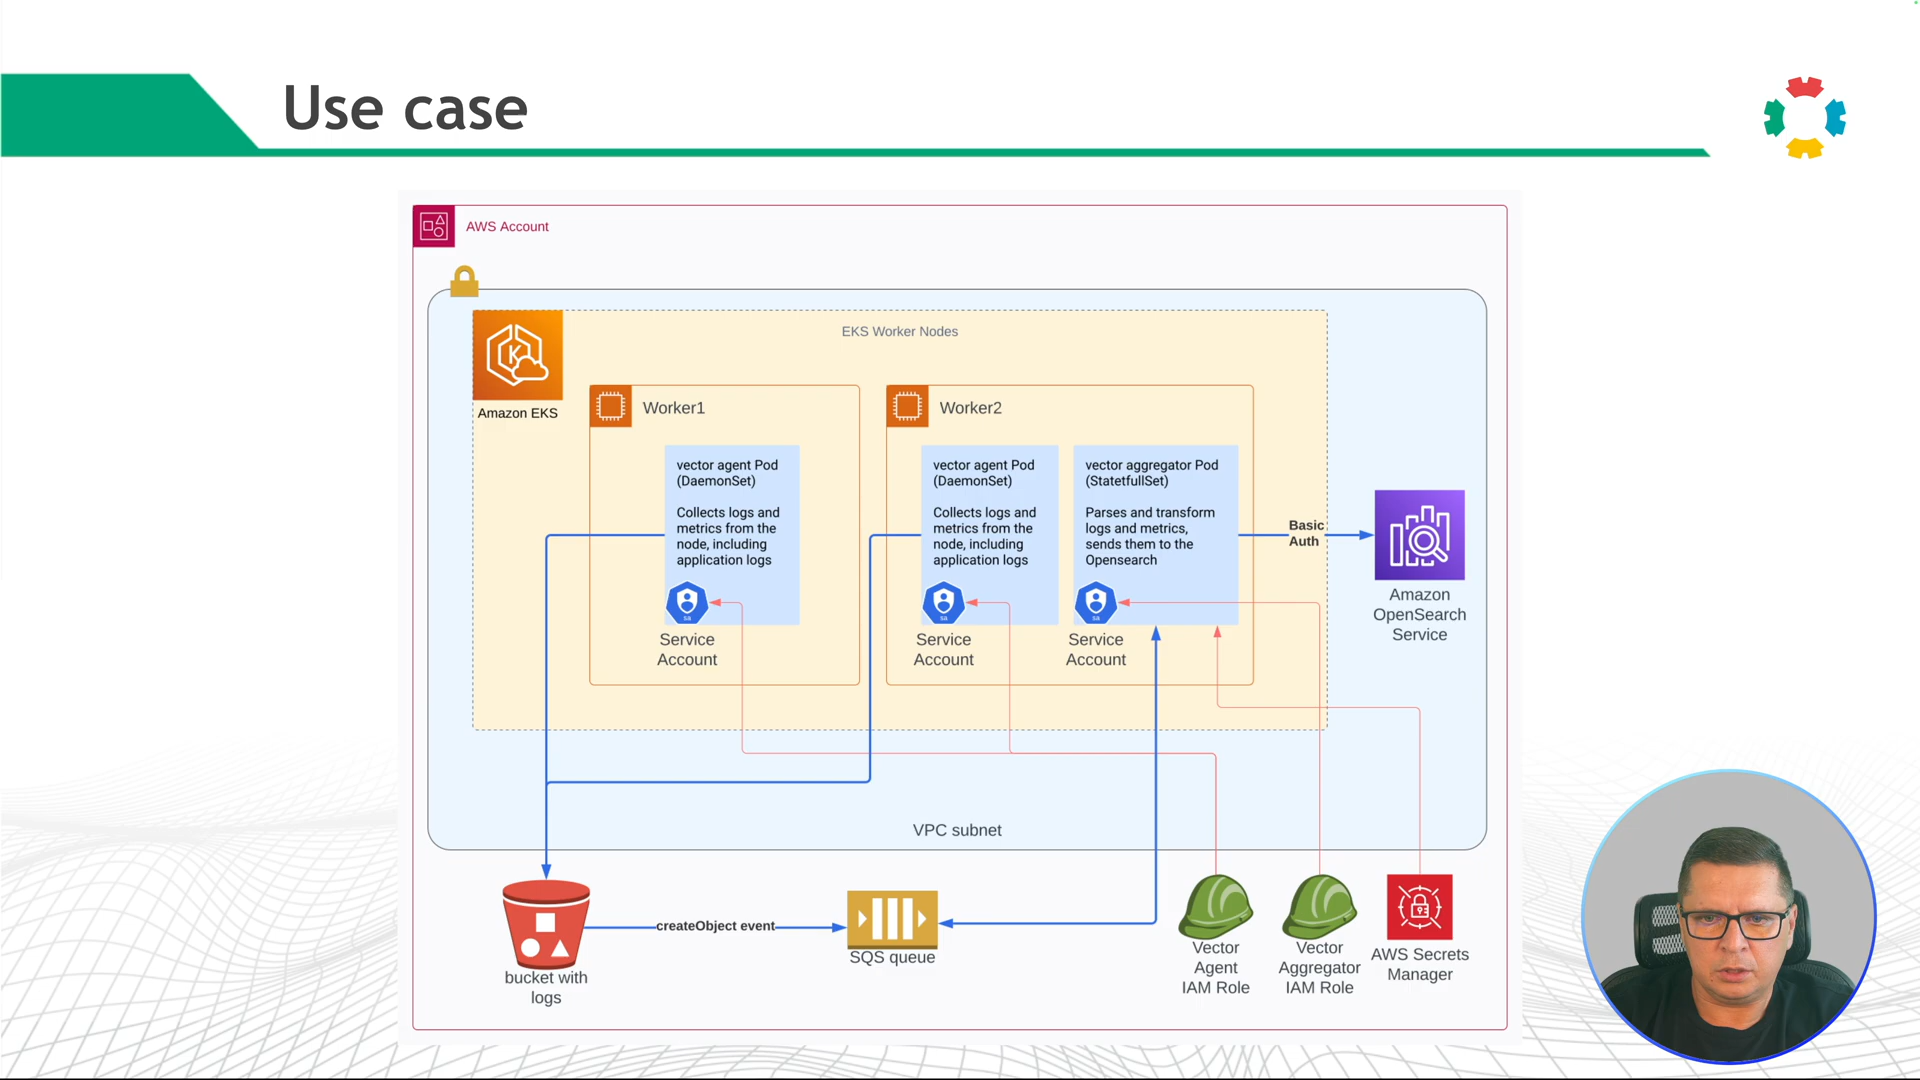 Use case
AWS Account
EKS Worker Nodes
Amazon EKS
Worker1
Worker2
vector agent Pod
(DaemonSet)
Collects logs and
metrics from the
node, including
application logs
sa
Service
Account
vector agent Pod
(DaemonSet)
Collects logs and
metrics from the
node, including
application logs
sa
Service
Account
vector aggregator Pod
(StatetfullSet)
Parses and transform
logs and metrics,
sends them to the
Opensearch
sa
Service
Account
Basic
Auth
Amazon
OpenSearch
Service
VPC subnet
bucket with
logs
createObject event
SQS queue
Vector
Agent
IAM Role
Vector
Aggregator
IAM Role
AWS Secrets
Manager